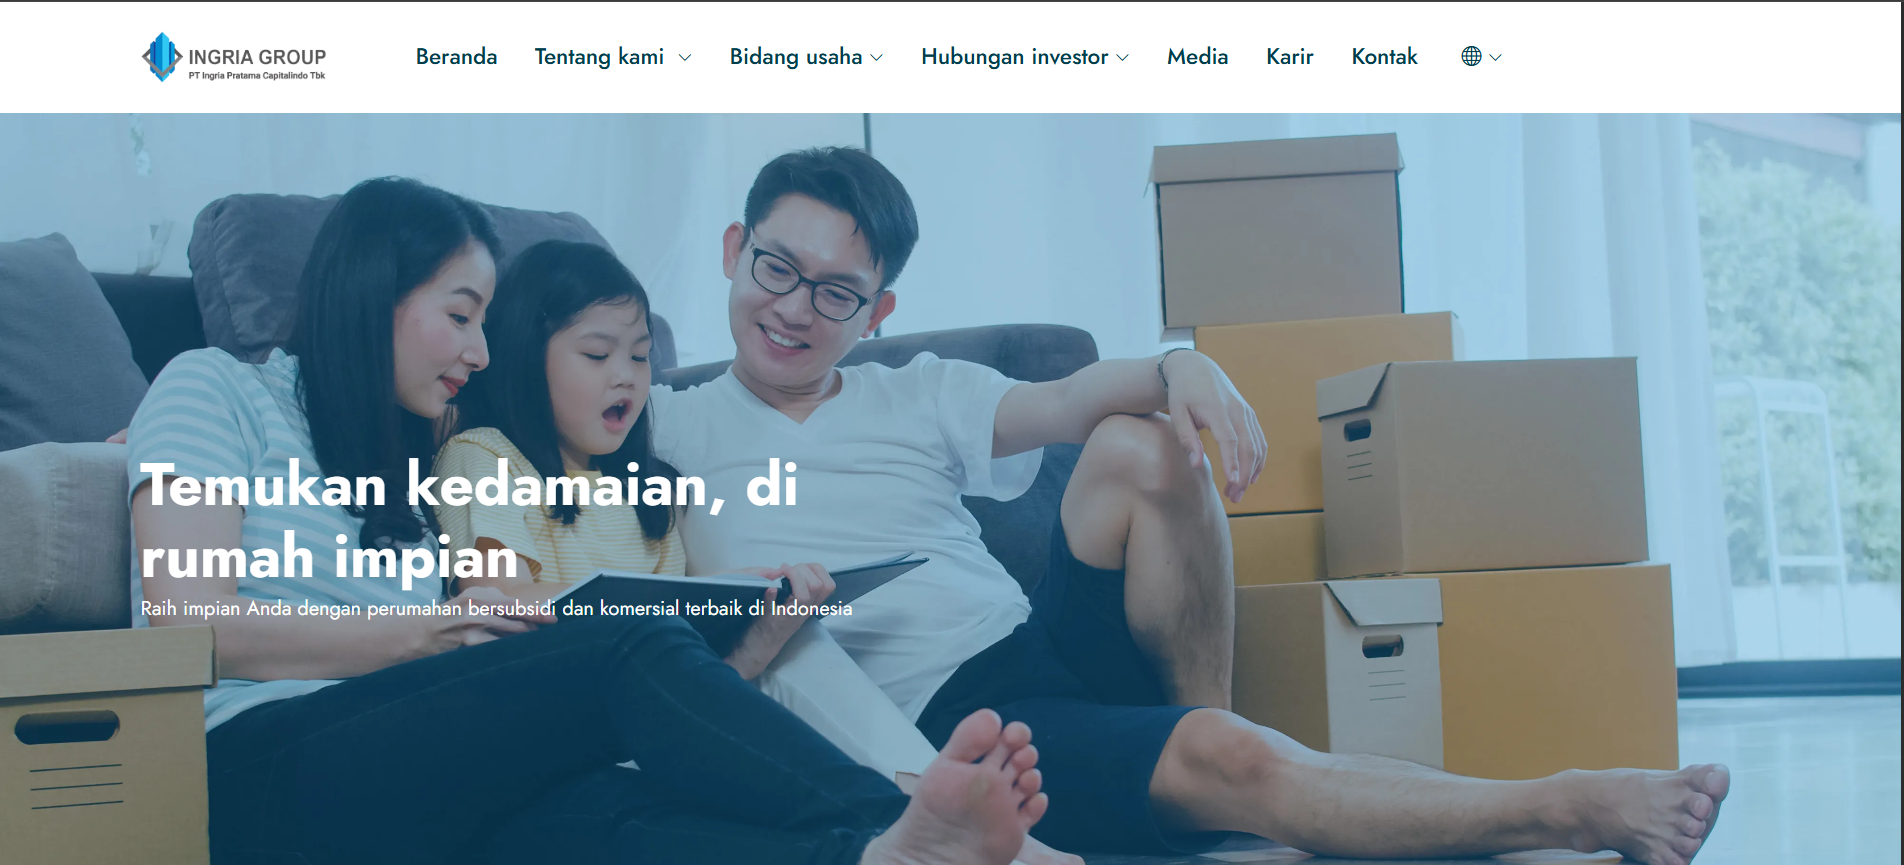 INGRIA GROUP
PT Ingria Pratama Capitalindo Tbk
Beranda
Tentang kami
Bidang usaha
Hubungan investor
Media
Karir
Kontak
Temukan kedamaian, di
rumah impian
Raih impian Anda dengan perumahan bersubsidi dan komersial terbaik di Indonesia